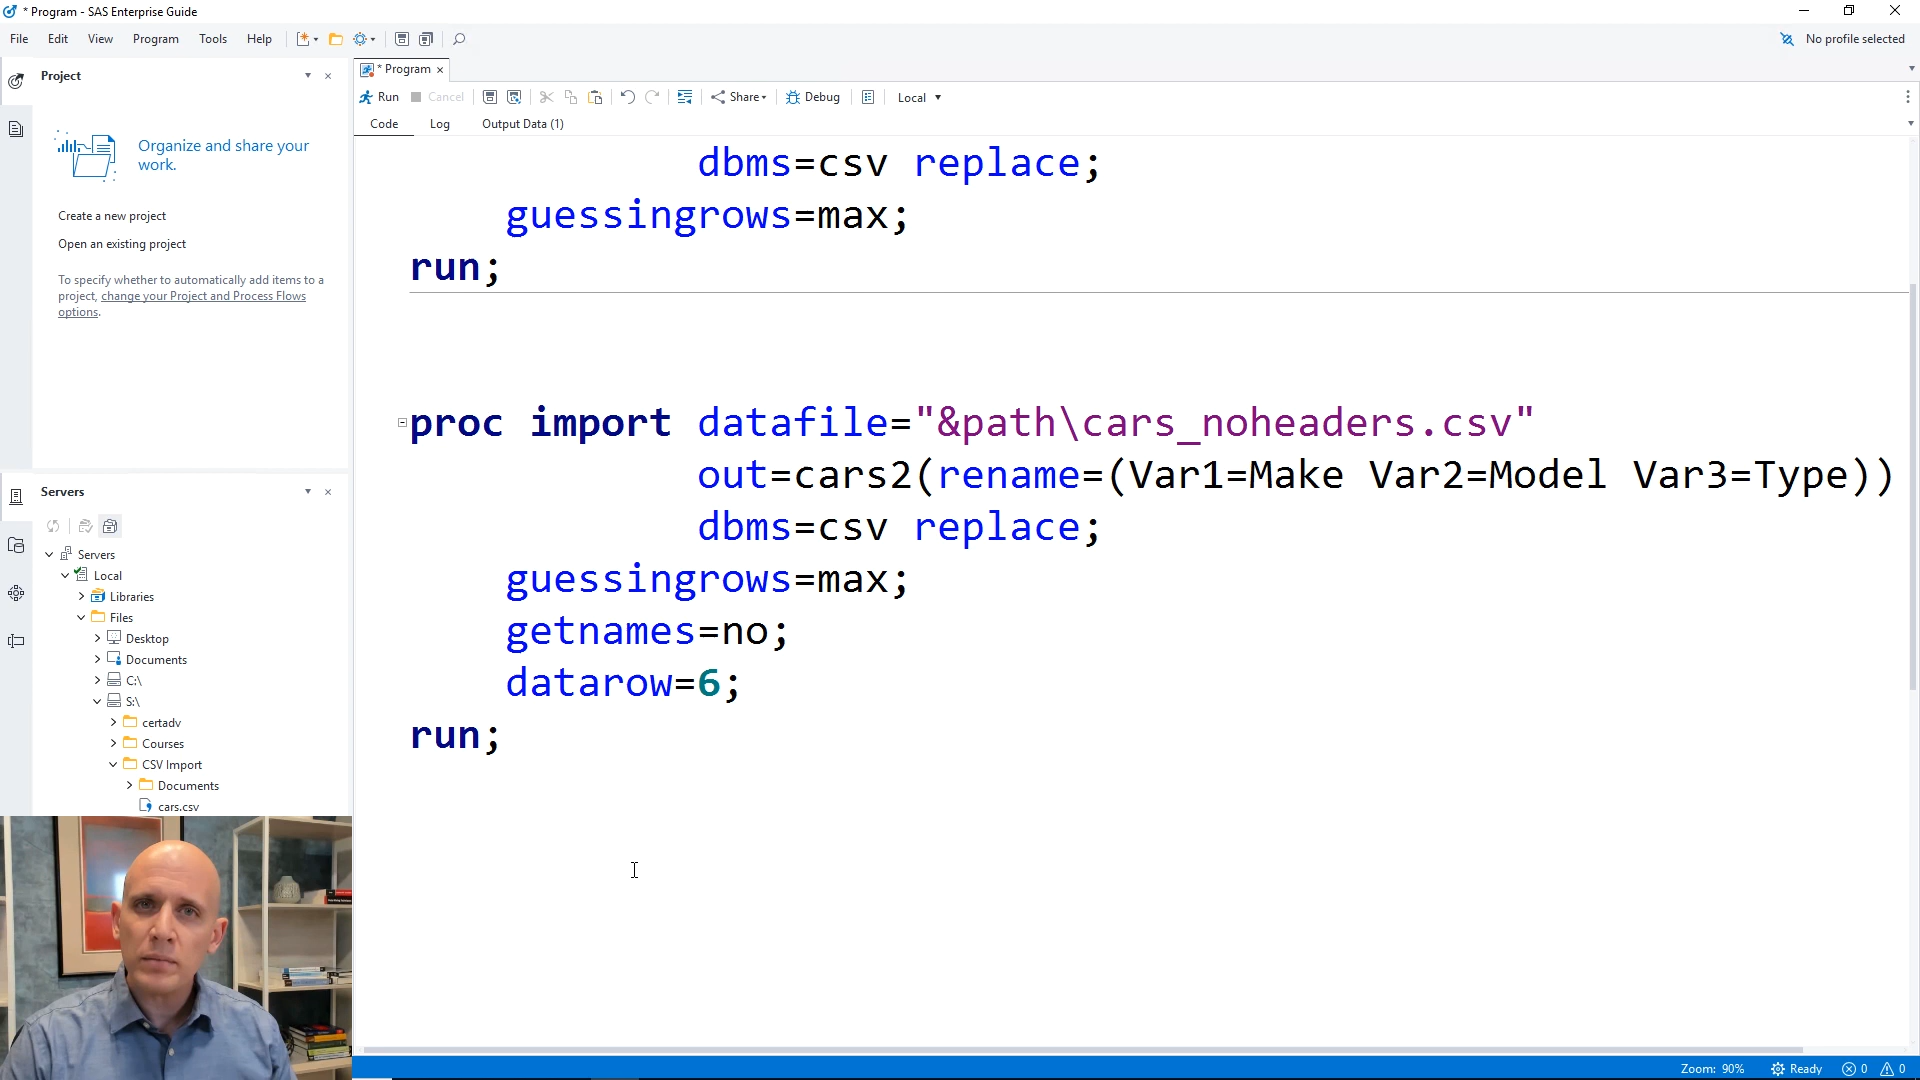 * Program - SAS Enterprise Guide
File Edit View Program Tools Help
No profile selected
Project
Organize and share your
work.
Create a new project
Open an existing project
To specify whether to automatically add items to a
project, change your Project and Process Flows
options.
Servers
Servers
Local
Libraries
Files
Desktop
Documents
C:\
S:\
certadv
Courses
CSV Import
Documents
cars.csv
* Program
Run Cancel Share Debug Local
Code Log Output Data (1)
dbms=csv replace;
guessingrows=max;
run;
proc import datafile="&path\cars_noheaders.csv"
out=cars2(rename=(Var1=Make Var2=Model Var3=Type))
dbms=csv replace;
guessingrows=max;
getnames=no;
datarow=6;
run;
Zoom: 90% Ready 0 0